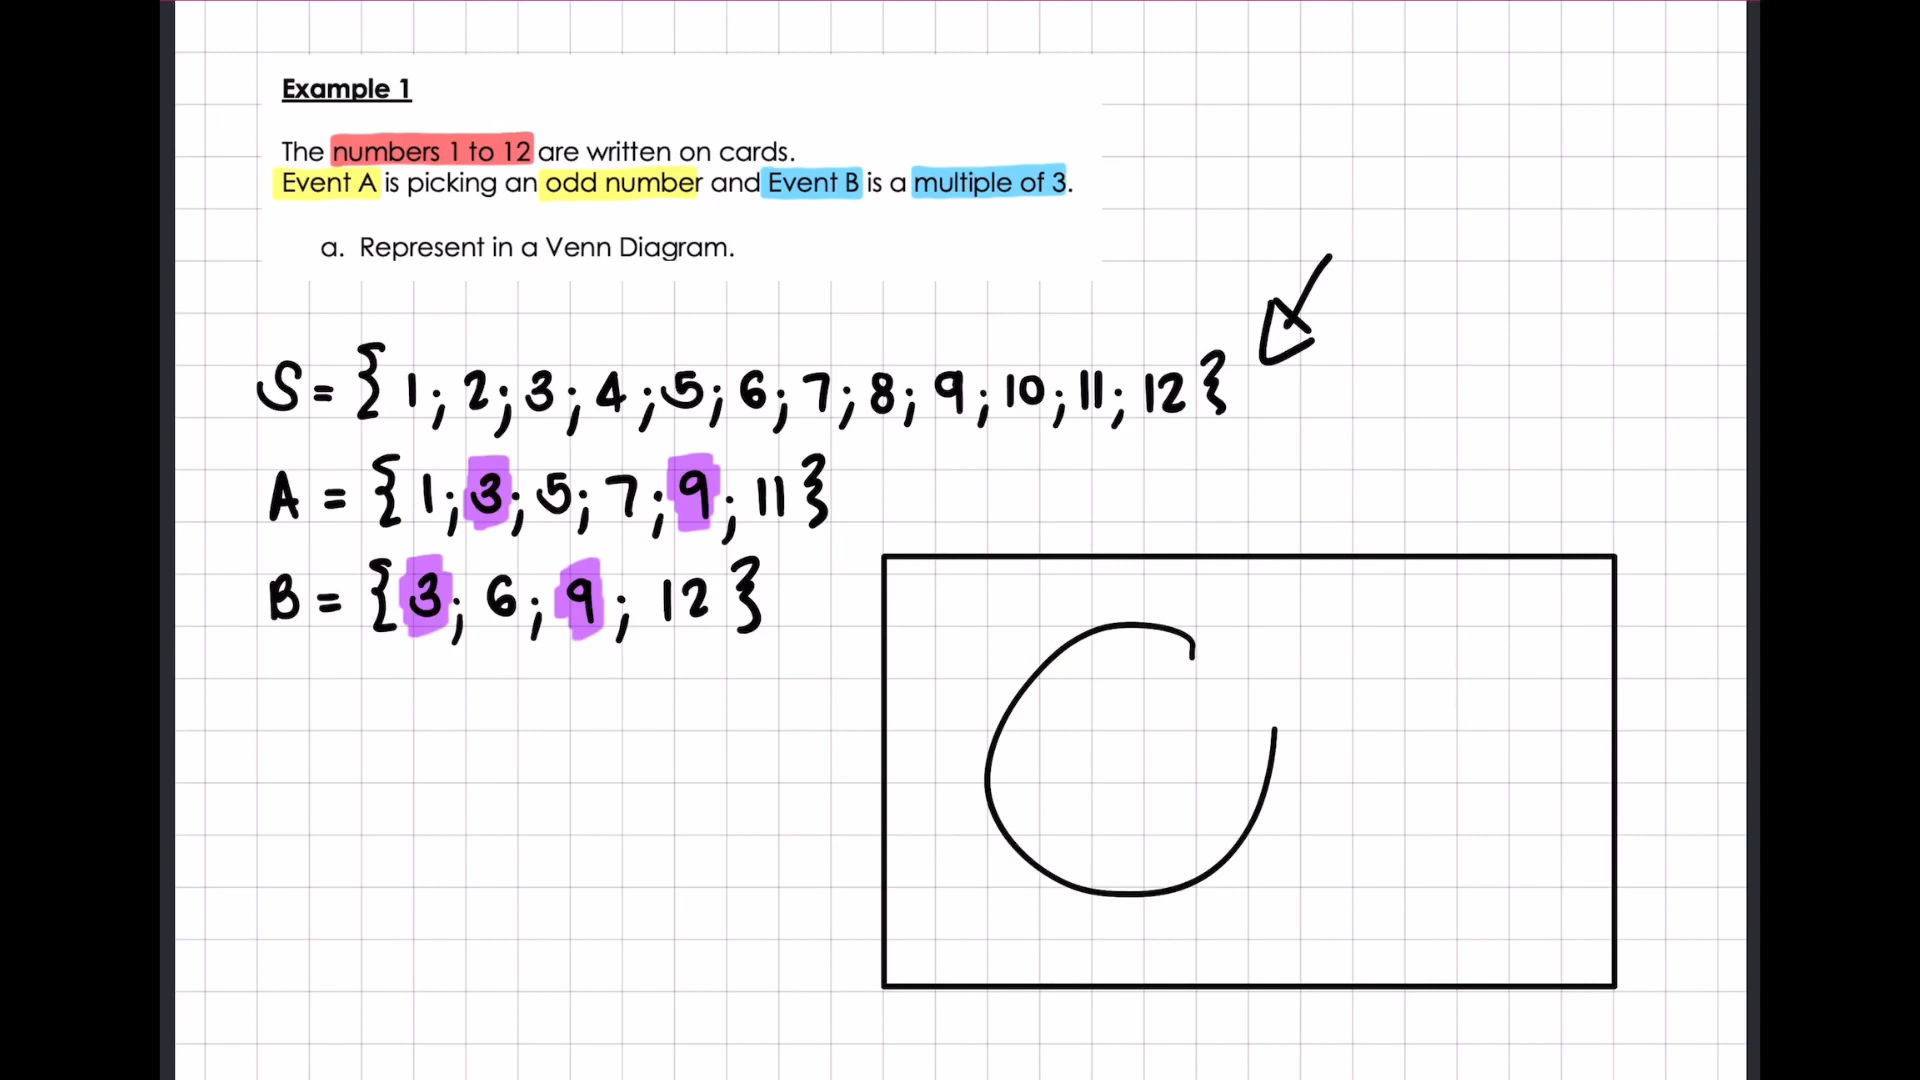 Example 1
The numbers 1 to 12 are written on cards.
Event A is picking an odd number and Event B is a multiple of 3.
a. Represent in a Venn Diagram.
S = { 1; 2; 3; 4; 5; 6; 7; 8; 9; 10; 11; 12 }
A = { 1; 3; 5; 7; 9; 11 }
B = { 3; 6; 9; 12 }